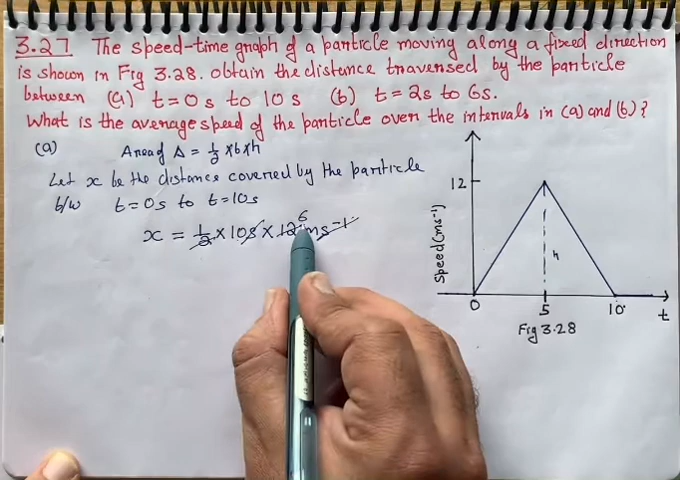 3.27 The speed-time graph of a particle moving along a fixed direction
is shown in Fig 3.28. obtain the distance traversed by the particle
between (a) t=0s to 10s (b) t=2s to 6s.
What is the average speed of the particle over the intervals in (a) and (b)?
(a) Area of Δ = 1/2 × b × h
Let x be the distance covered by the particle
b/w t=0s to t=10s
6
x = 1/2 × 10s × 12 ms⁻¹
12
Speed(ms⁻¹)
h
0 5 10 t
Fig 3.28